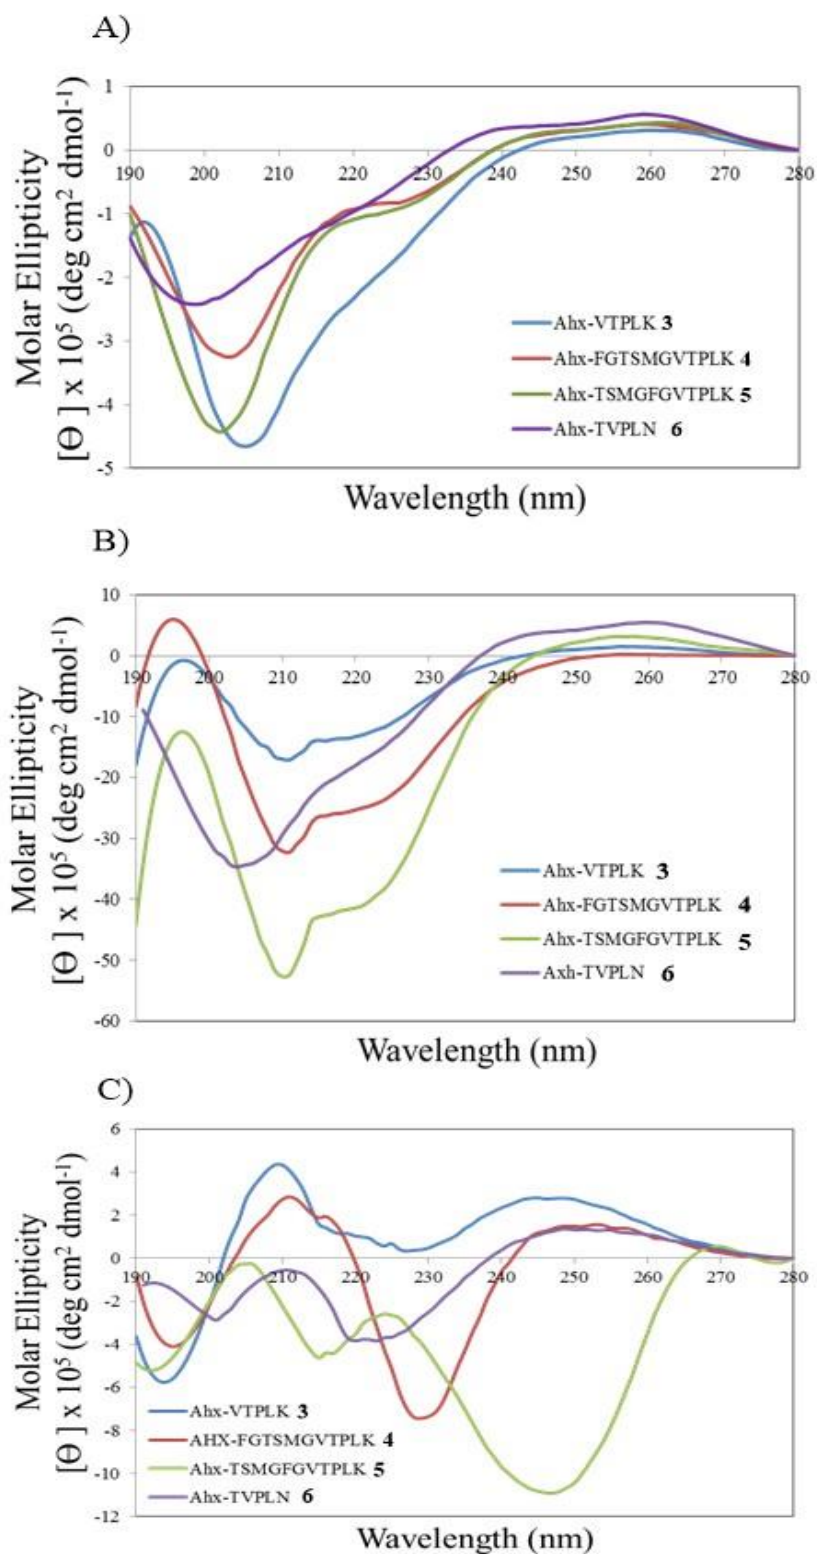 A)
1
0
190 200 210 220 230 240 250 260 270 280
-1
-2
-3
-4
-5
Molar Ellipticity
[Ɵ ] x 10⁵ (deg cm² dmol⁻¹)
Ahx-VTPLK 3
Ahx-FGTSMGVTPLK 4
Ahx-TSMGFGVTPLK 5
Ahx-TVPLN 6
Wavelength (nm)
B)
10
0
190 200 210 220 230 240 250 260 270 280
-10
-20
-30
-40
-50
-60
Molar Ellipticity
[Ɵ ] x 10⁵ (deg cm² dmol⁻¹)
Ahx-VTPLK 3
Ahx-FGTSMGVTPLK 4
Ahx-TSMGFGVTPLK 5
Axh-TVPLN 6
Wavelength (nm)
C)
6
4
2
0
190 200 210 220 230 240 250 260 270 280
-2
-4
-6
-8
-10
-12
Molar Ellipticity
[Ɵ ] x 10⁵ (deg cm² dmol⁻¹)
Ahx-VTPLK 3
AHX-FGTSMGVTPLK 4
Ahx-TSMGFGVTPLK 5
Ahx-TVPLN 6
Wavelength (nm)